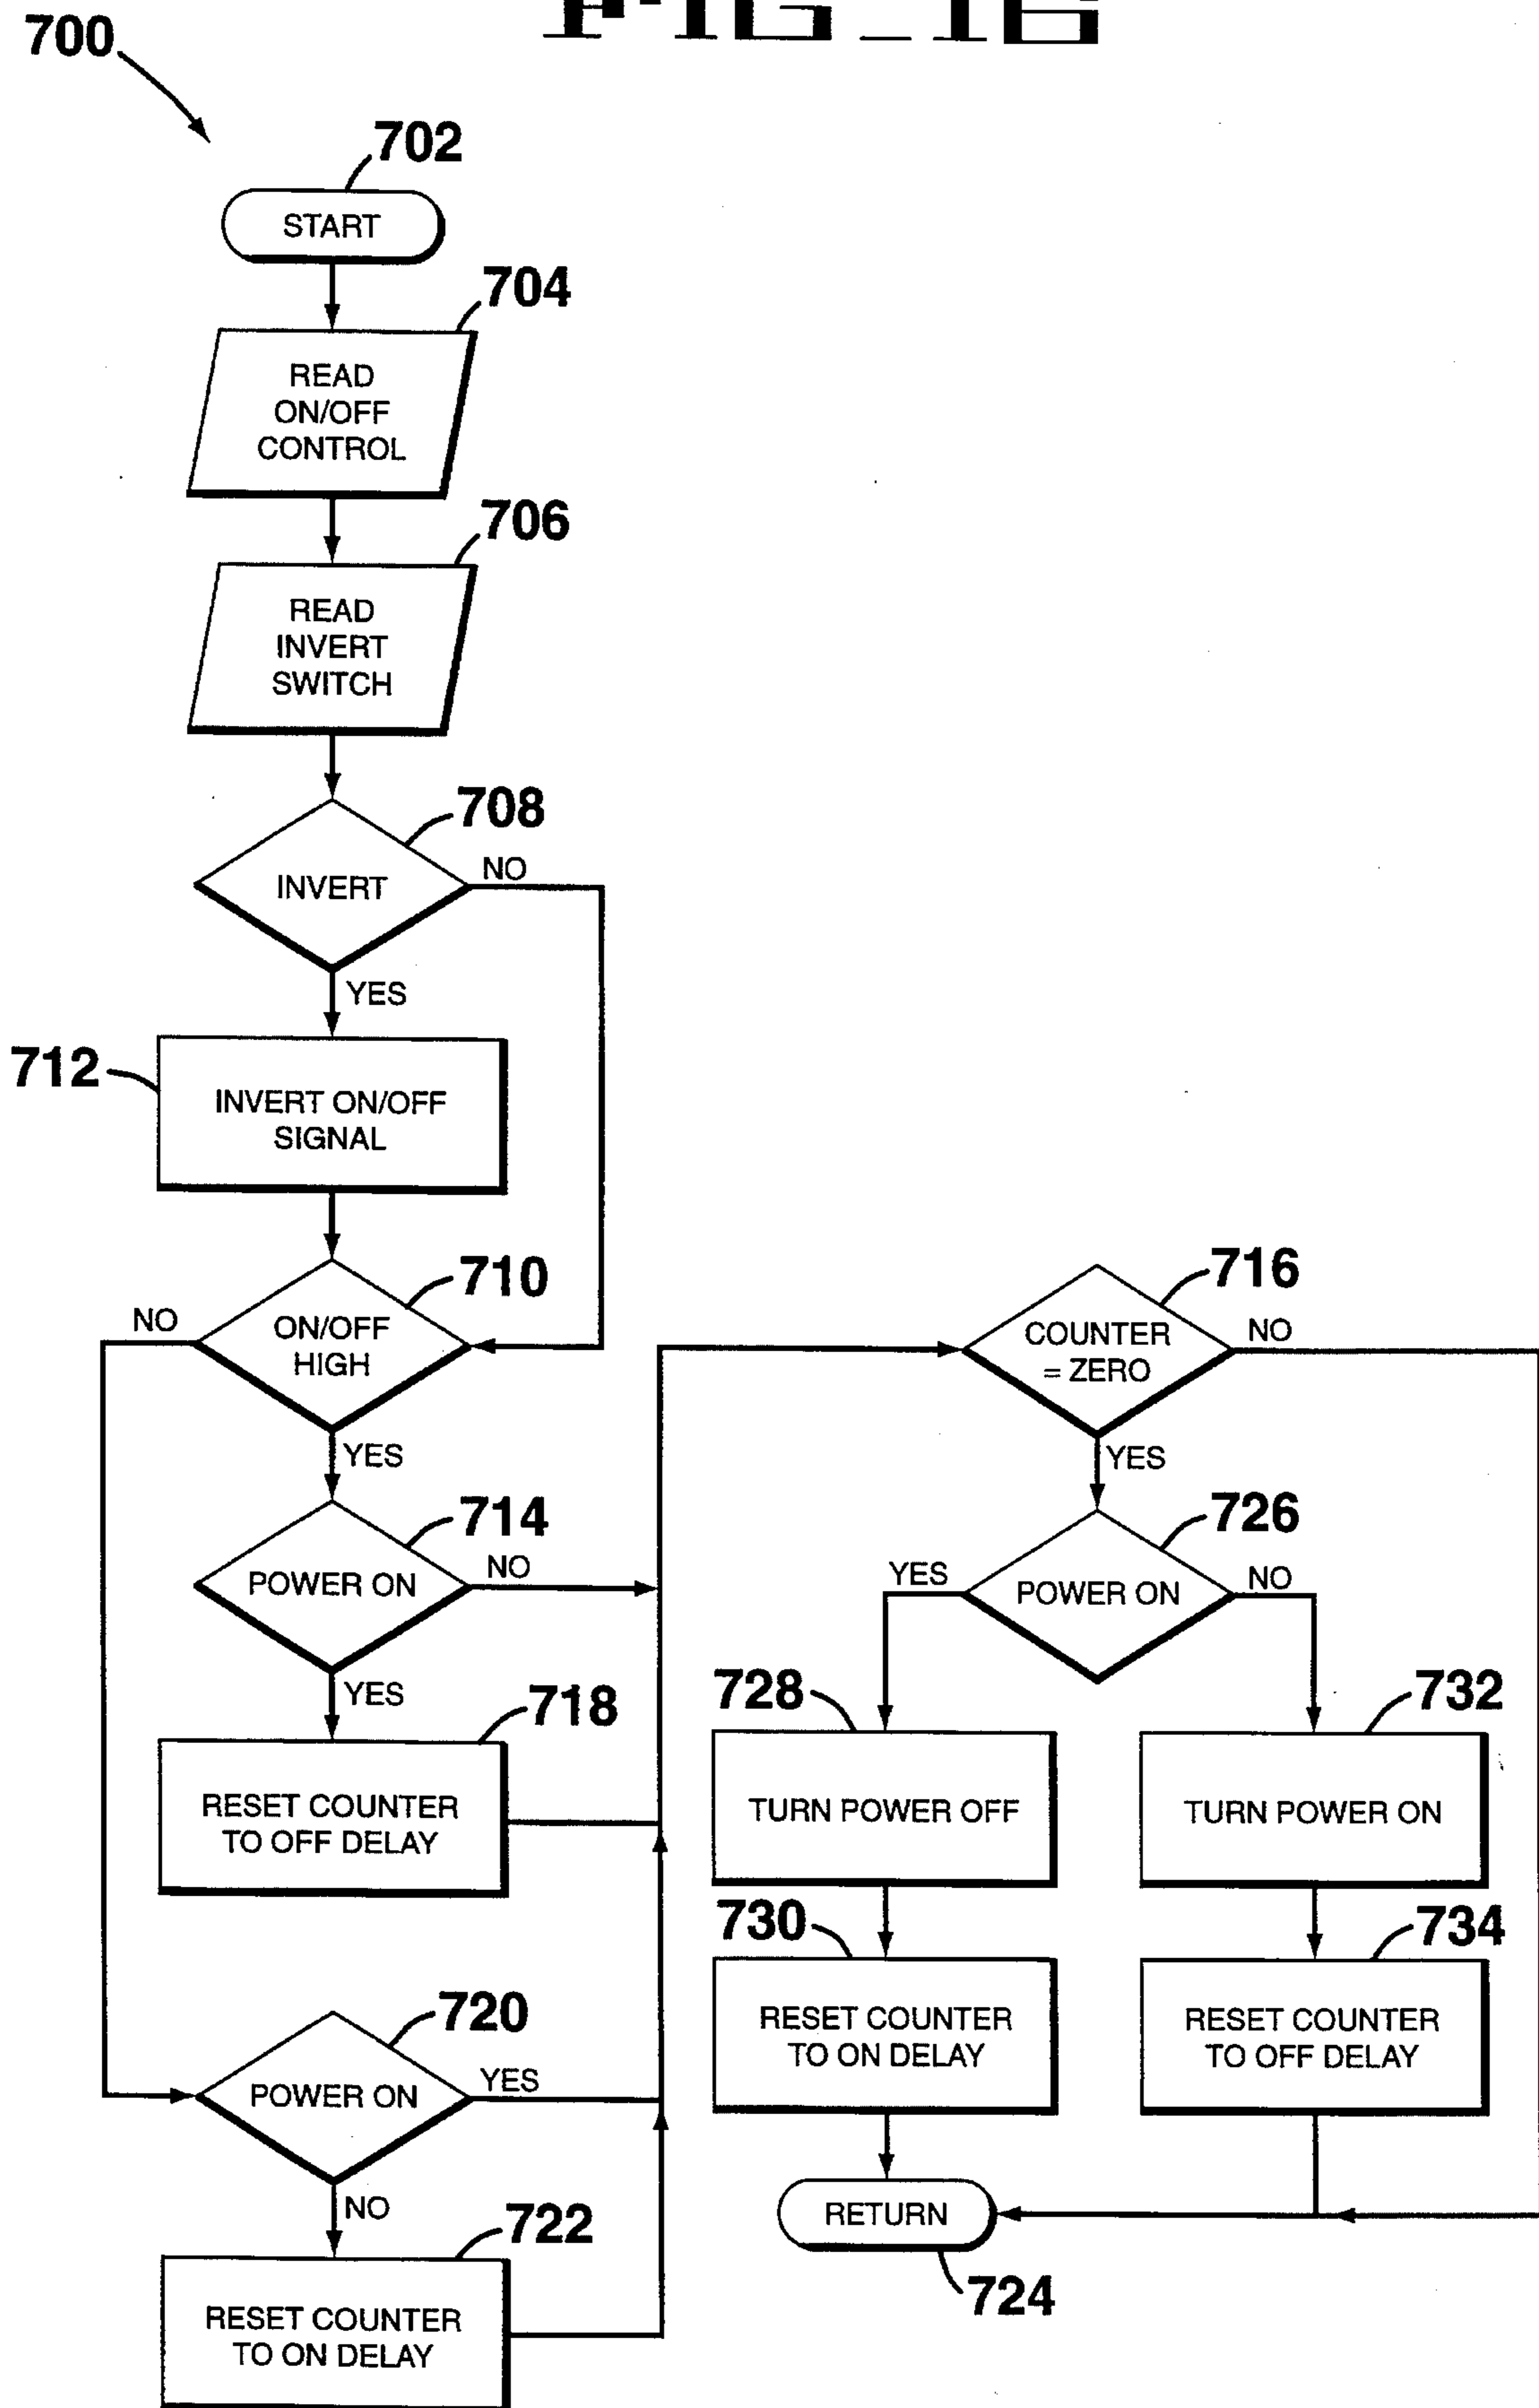 FIG_16
700
702
START
704
READ
ON/OFF
CONTROL
706
READ
INVERT
SWITCH
708
INVERT
NO
YES
712
INVERT ON/OFF
SIGNAL
710
NO
ON/OFF
HIGH
YES
714
POWER ON
NO
YES
718
RESET COUNTER
TO OFF DELAY
720
POWER ON
YES
NO
722
RESET COUNTER
TO ON DELAY
716
COUNTER
= ZERO
NO
YES
726
YES
POWER ON
NO
728
TURN POWER OFF
732
TURN POWER ON
730
RESET COUNTER
TO ON DELAY
734
RESET COUNTER
TO OFF DELAY
RETURN
724